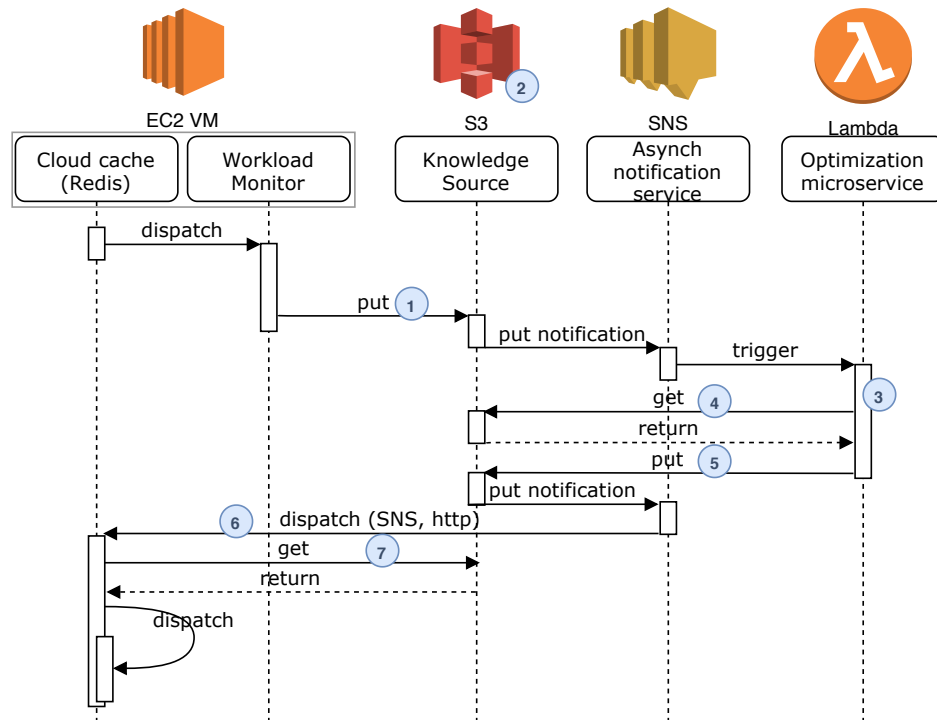 2
EC2 VM
S3
SNS
Lambda
Cloud cache
(Redis)
Workload
Monitor
Knowledge
Source
Asynch
notification
service
Optimization
microservice
dispatch
put 1
put notification
trigger
3
get 4
return
put 5
put notification
6
dispatch (SNS, http)
get 7
return
dispatch